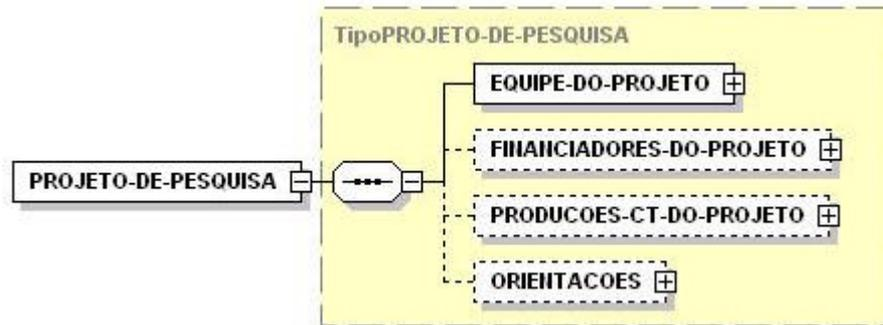 TipoPROJETO-DE-PESQUISA
EQUIPE-DO-PROJETO
FINANCIADORES-DO-PROJETO
PROJETO-DE-PESQUISA
PRODUCOES-CT-DO-PROJETO
ORIENTACOES